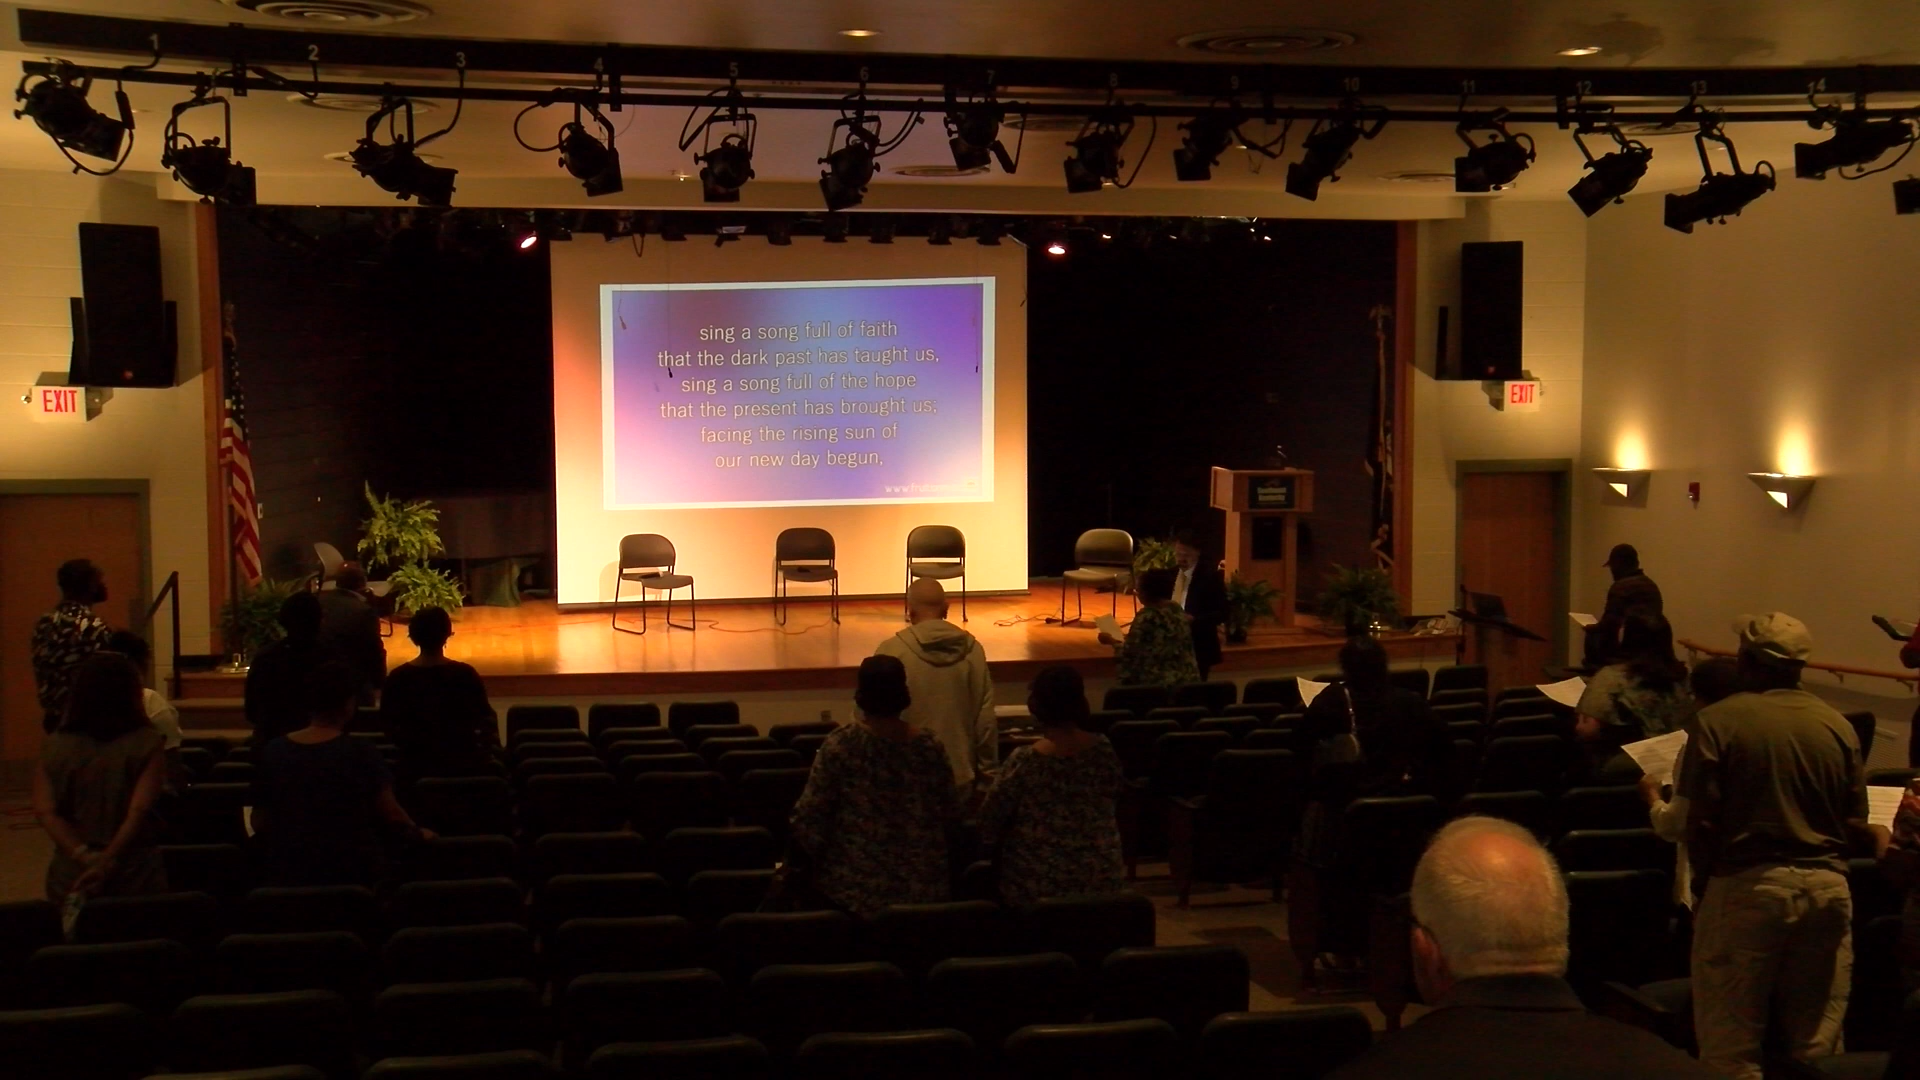 1 2 3 4 5 6 7 8 9 10 11 12 13 14
sing a song full of faith
that the dark past has taught us,
sing a song full of the hope
that the present has brought us;
facing the rising sun of
our new day begun,
EXIT
EXIT